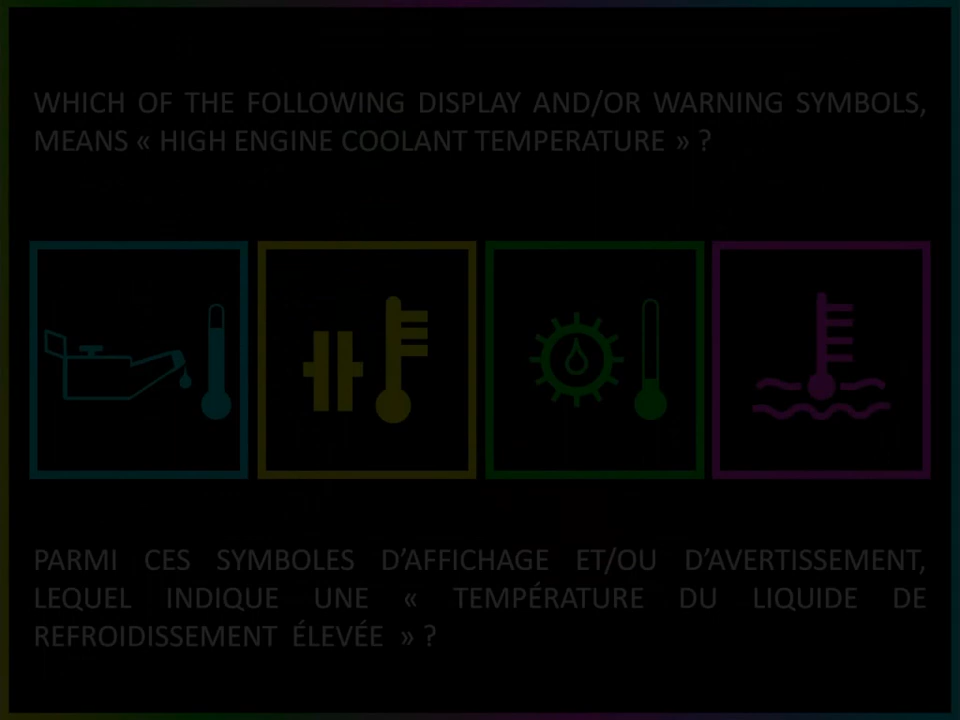 WHICH OF THE FOLLOWING DISPLAY AND/OR WARNING SYMBOLS,
MEANS « HIGH ENGINE COOLANT TEMPERATURE » ?
PARMI CES SYMBOLES D’AFFICHAGE ET/OU D’AVERTISSEMENT,
LEQUEL INDIQUE UNE « TEMPÉRATURE DU LIQUIDE DE
REFROIDISSEMENT ÉLEVÉE » ?